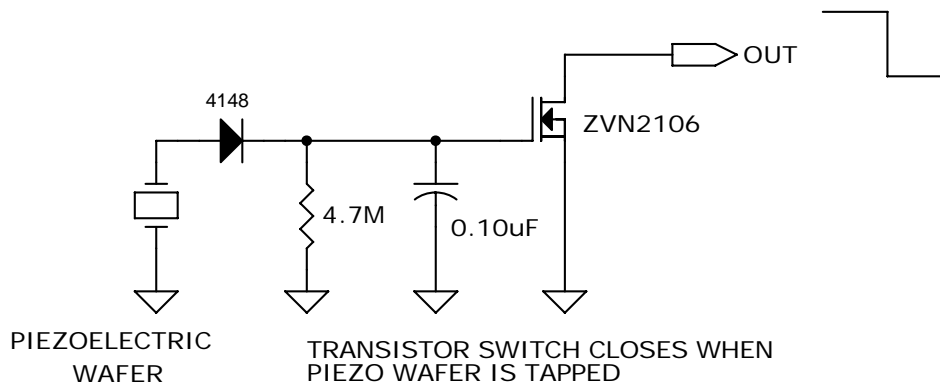 OUT
4148
ZVN2106
4.7M
0.10uF
PIEZOELECTRIC
WAFER
TRANSISTOR SWITCH CLOSES WHEN
PIEZO WAFER IS TAPPED